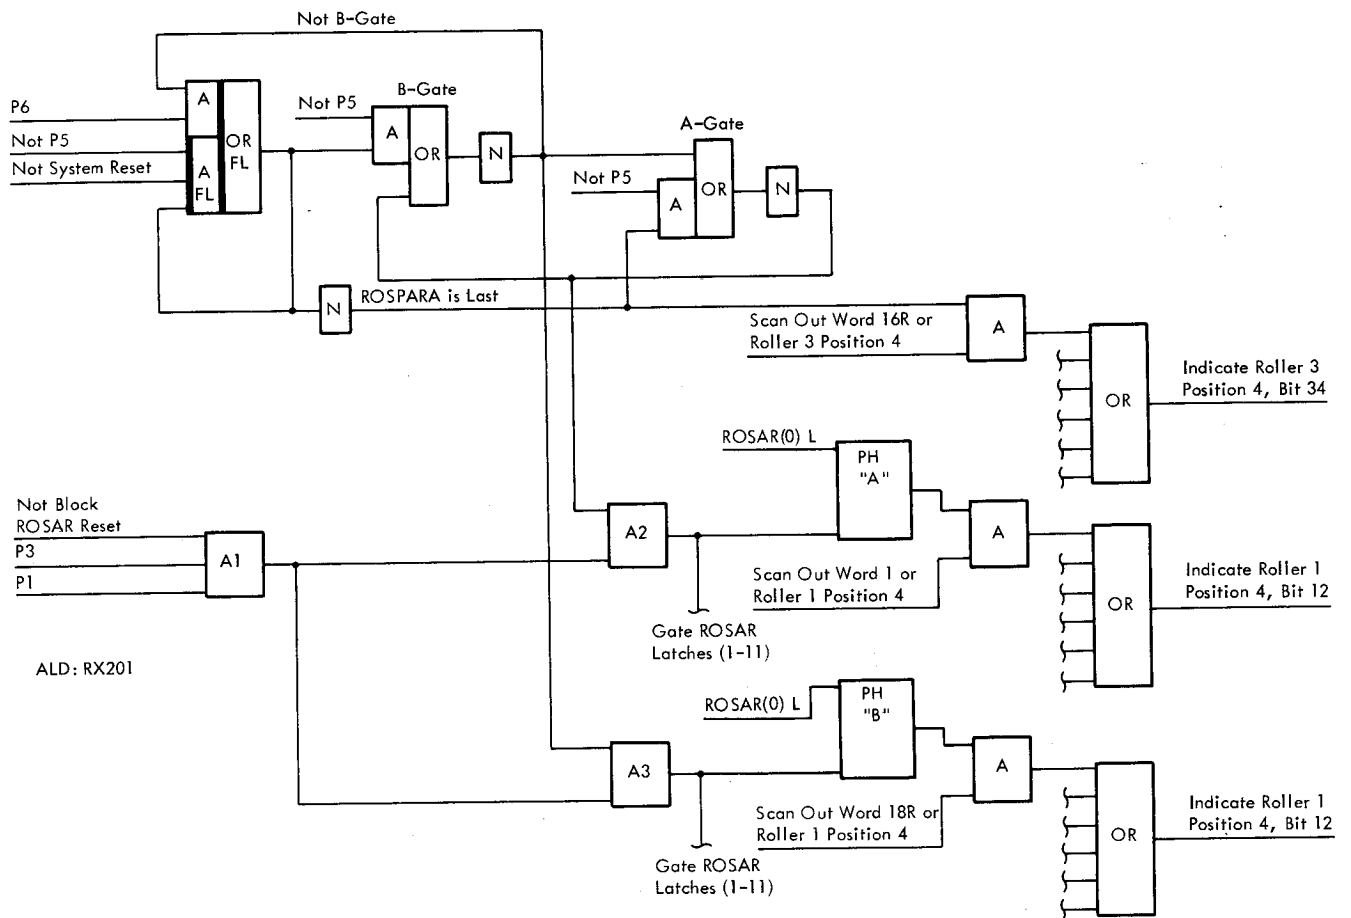 Not B-Gate
P6
Not P5
Not System Reset
A
OR
FL
A
FL
Not P5
B-Gate
A
OR
N
A-Gate
Not P5
A
OR
N
N
ROSPARA is Last
Scan Out Word 16R or
Roller 3 Position 4
A
OR
Indicate Roller 3
Position 4, Bit 34
ROSAR(0) L
PH
"A"
Not Block
ROSAR Reset
P3
P1
A1
A2
A
Scan Out Word 1 or
Roller 1 Position 4
OR
Indicate Roller 1
Position 4, Bit 12
Gate ROSAR
Latches (1-11)
ALD: RX201
ROSAR(0) L
PH
"B"
A3
A
Scan Out Word 18R or
Roller 1 Position 4
OR
Indicate Roller 1
Position 4, Bit 12
Gate ROSAR
Latches (1-11)